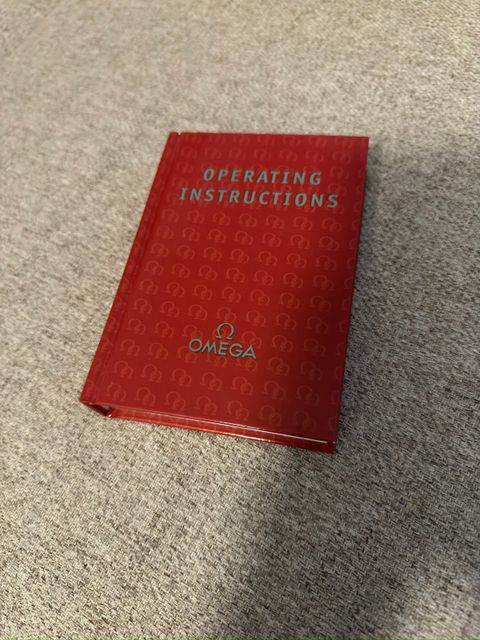 OPERATING
INSTRUCTIONS
Ω
OMEGA